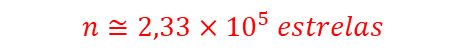 n ≅ 2,33 × 10⁵ estrelas